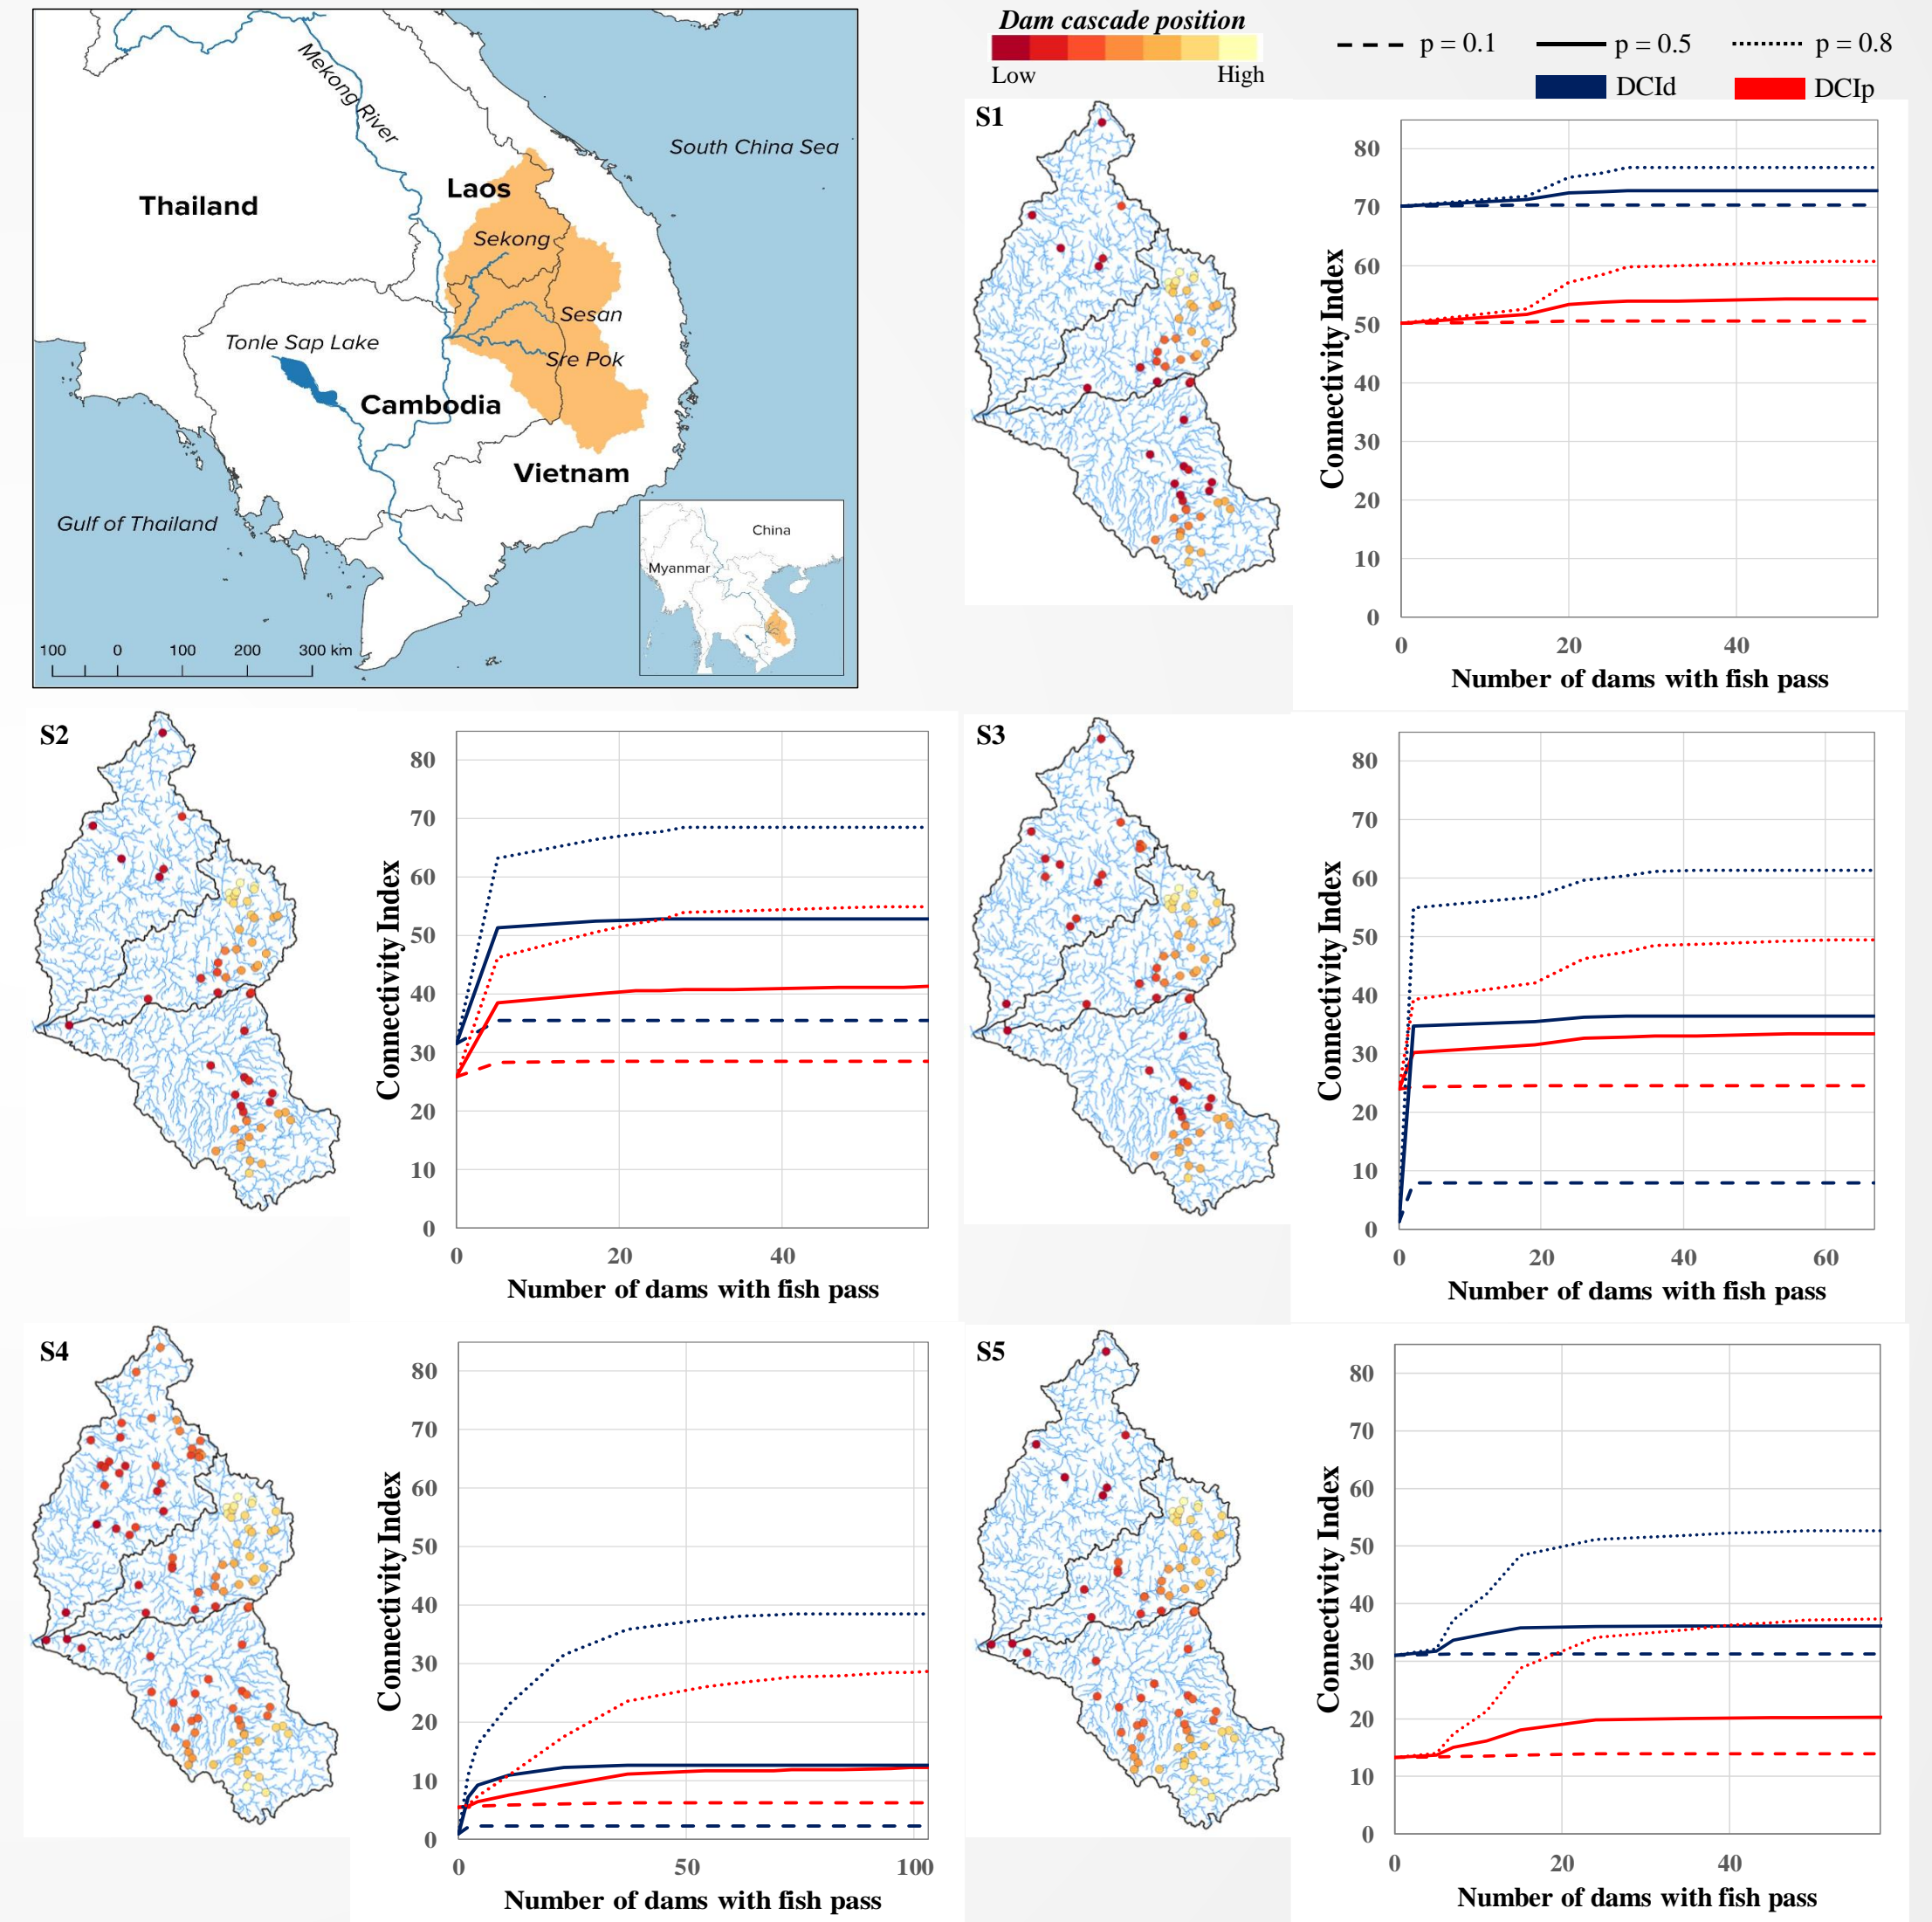 Mekong River
South China Sea
Thailand
Laos
Sekong
Sesan
Tonle Sap Lake
Sre Pok
Cambodia
Vietnam
Gulf of Thailand
China
Myanmar
100 0 100 200 300 km
Dam cascade position
Low High
p = 0.1 p = 0.5 p = 0.8
DCId DCIp
S1
Connectivity Index
80
70
60
50
40
30
20
10
0
0 20 40
Number of dams with fish pass
S2
Connectivity Index
80
70
60
50
40
30
20
10
0
0 20 40
Number of dams with fish pass
S3
Connectivity Index
80
70
60
50
40
30
20
10
0
0 20 40 60
Number of dams with fish pass
S4
Connectivity Index
80
70
60
50
40
30
20
10
0
0 50 100
Number of dams with fish pass
S5
Connectivity Index
80
70
60
50
40
30
20
10
0
0 20 40
Number of dams with fish pass